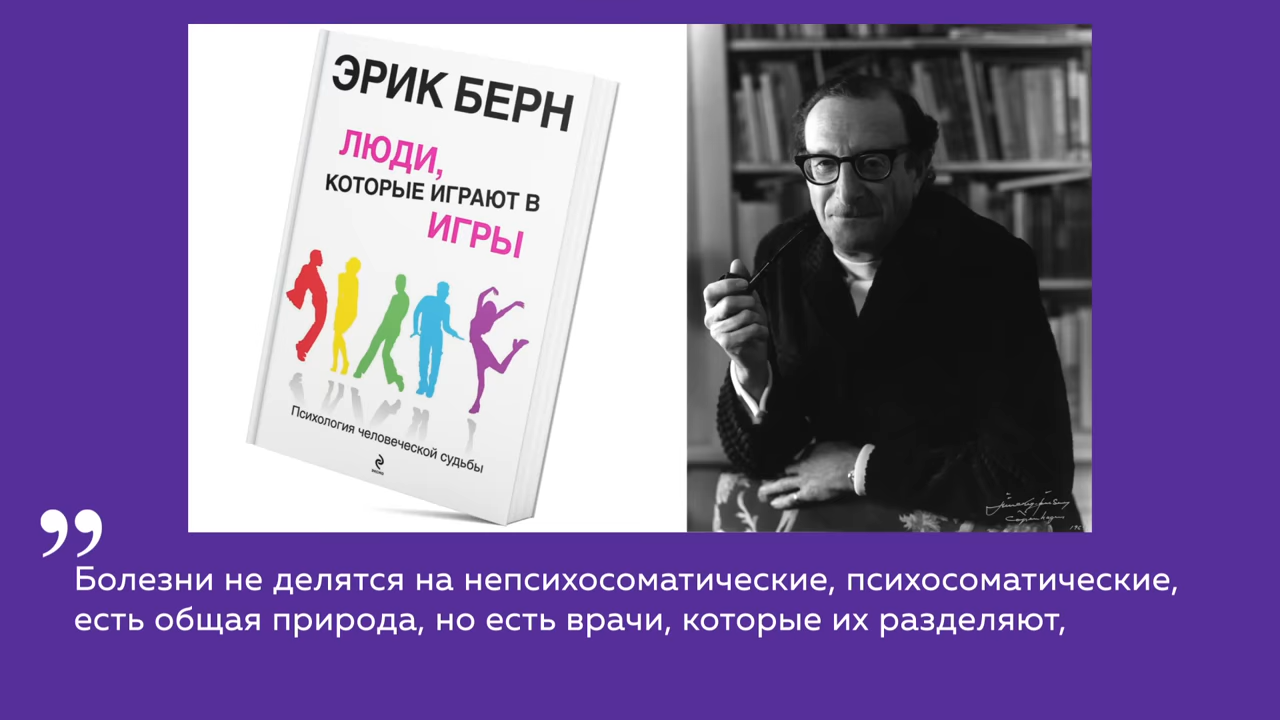 ЭРИК БЕРН
ЛЮДИ,
КОТОРЫЕ ИГРАЮТ В
ИГРЫ
Психология человеческой судьбы
”
Болезни не делятся на непсихосоматические, психосоматические,
есть общая природа, но есть врачи, которые их разделяют,